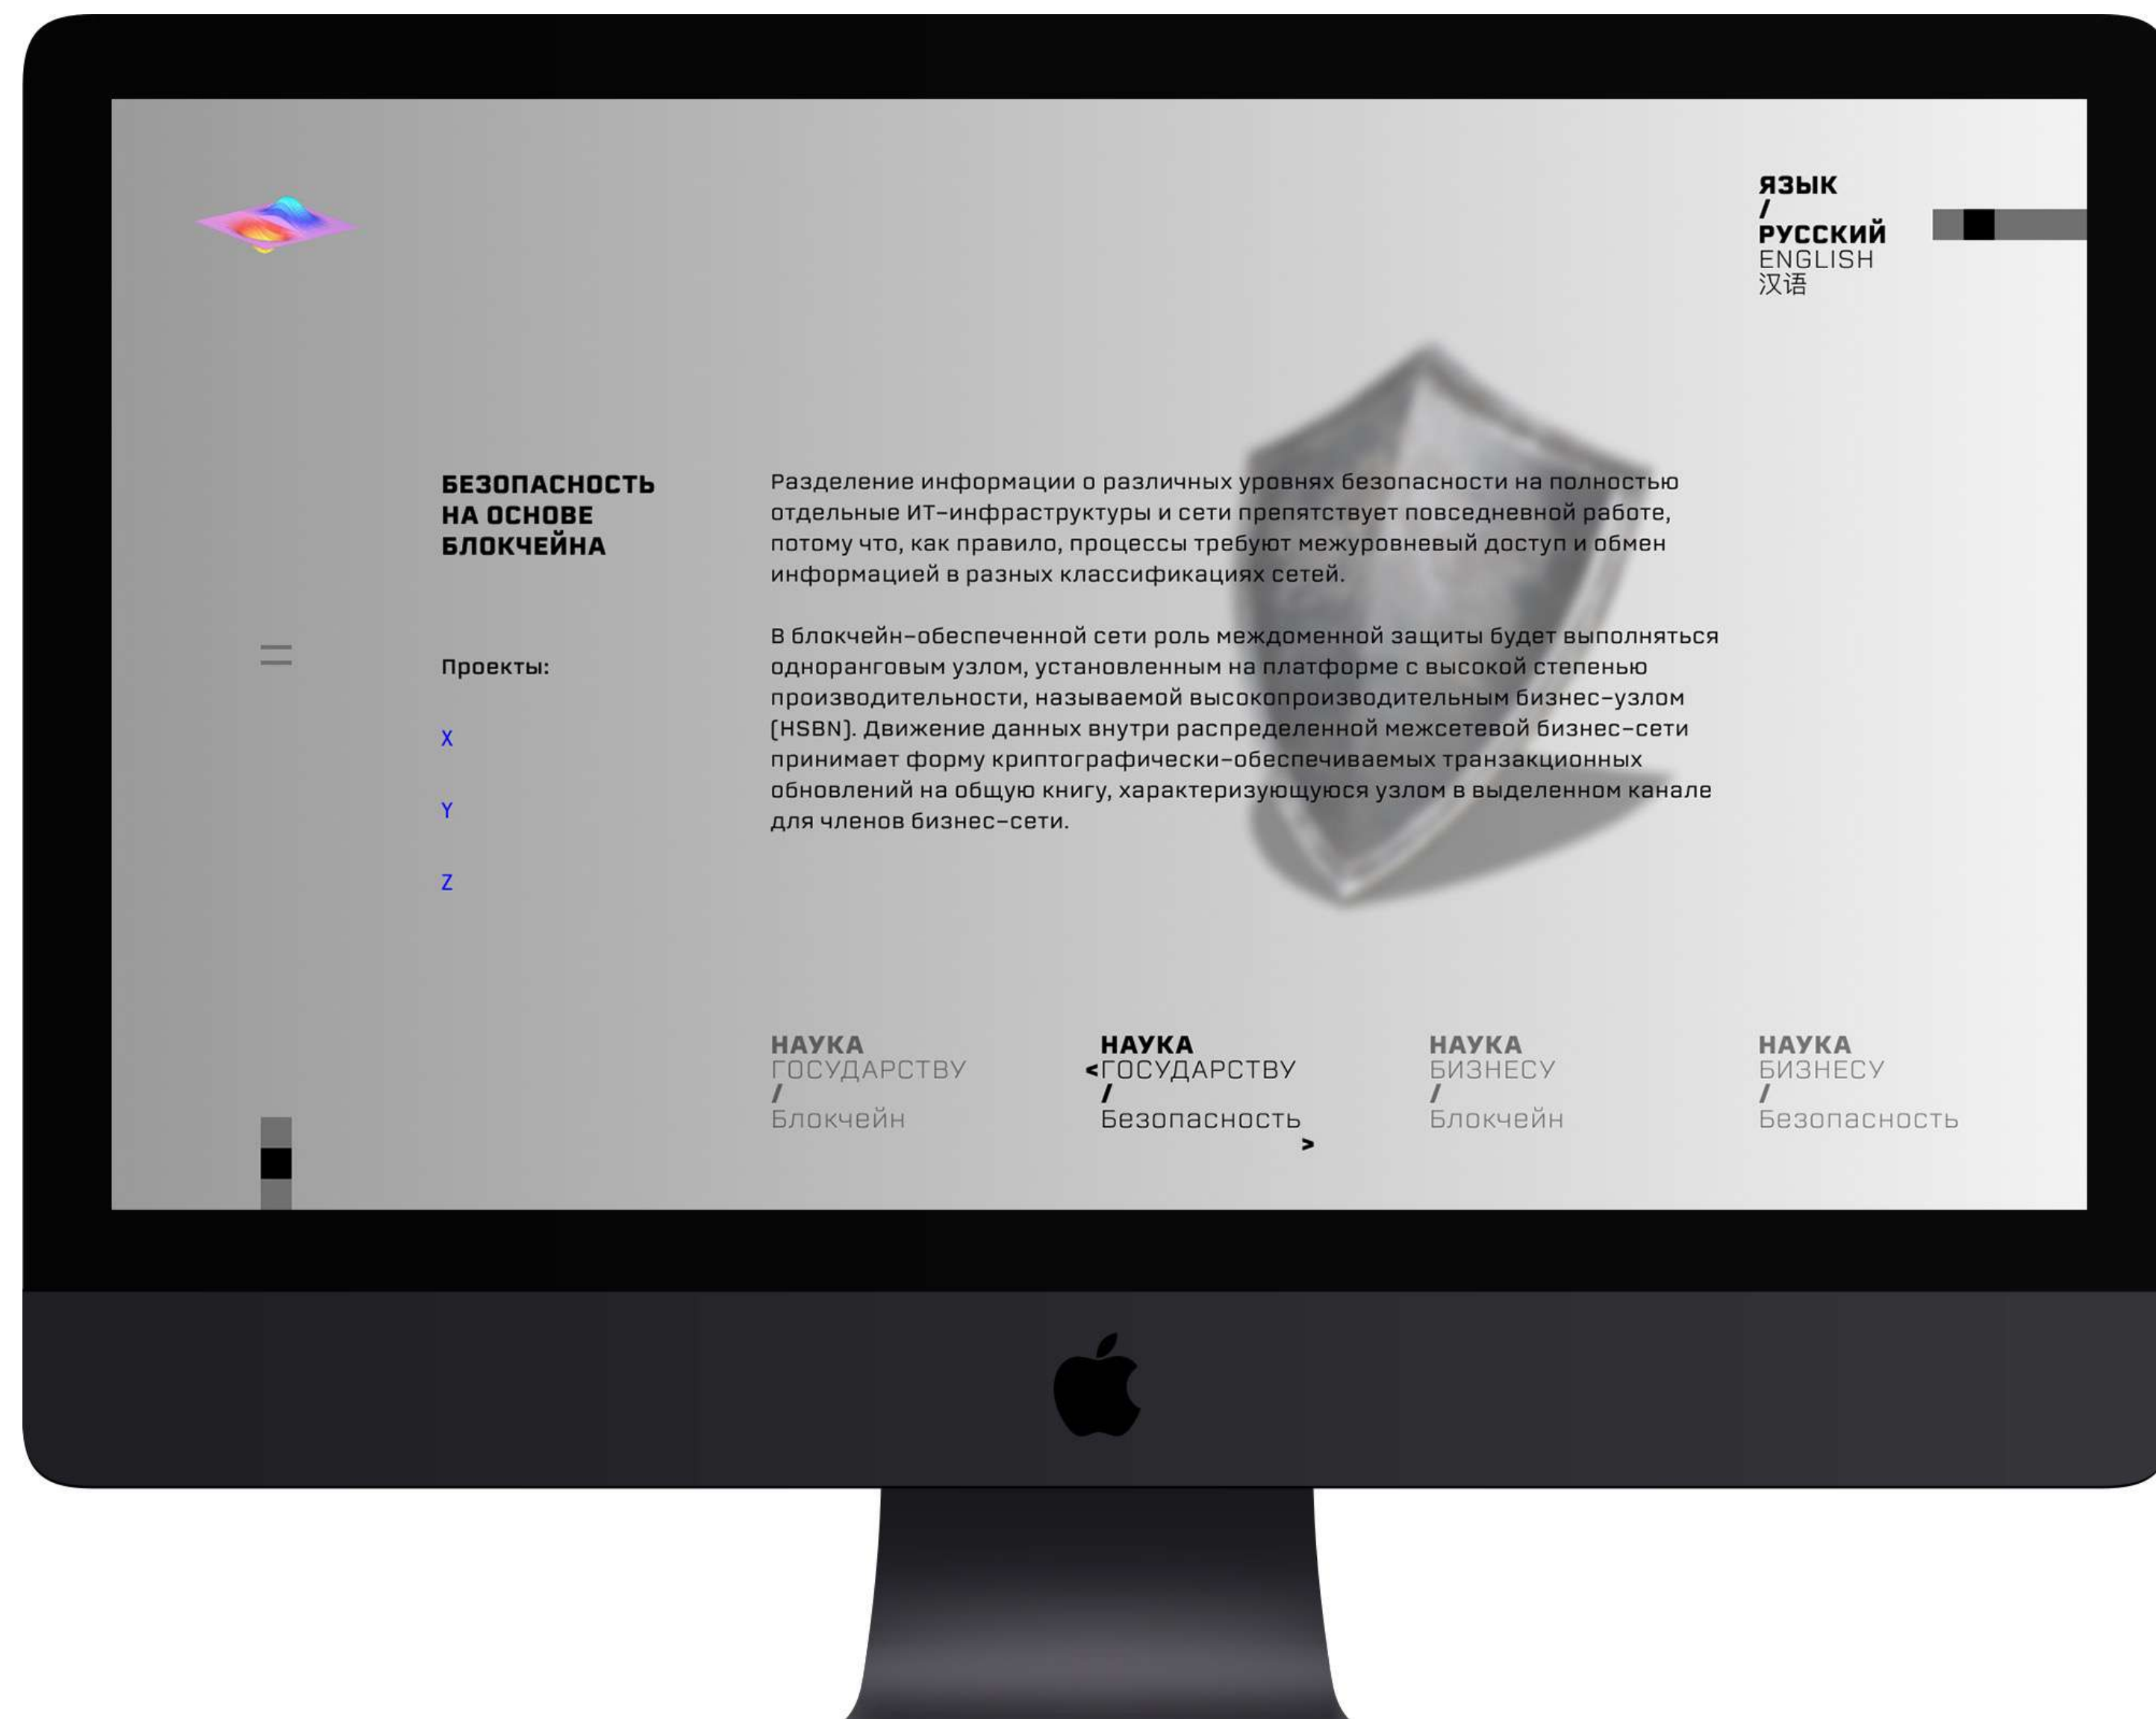 ЯЗЫК
/
РУССКИЙ
ENGLISH
汉语
БЕЗОПАСНОСТЬ
НА ОСНОВЕ
БЛОКЧЕЙНА
Проекты:
X
Y
Z
Разделение информации о различных уровнях безопасности на полностью
отдельные ИТ–инфраструктуры и сети препятствует повседневной работе,
потому что, как правило, процессы требуют межуровневый доступ и обмен
информацией в разных классификациях сетей.
В блокчейн–обеспеченной сети роль междоменной защиты будет выполняться
одноранговым узлом, установленным на платформе с высокой степенью
производительности, называемой высокопроизводительным бизнес–узлом
(HSBN). Движение данных внутри распределенной межсетевой бизнес–сети
принимает форму криптографически–обеспечиваемых транзакционных
обновлений на общую книгу, характеризующуюся узлом в выделенном канале
для членов бизнес–сети.
НАУКА
ГОСУДАРСТВУ
/
Блокчейн
НАУКА
<ГОСУДАРСТВУ
/
Безопасность
>
НАУКА
БИЗНЕСУ
/
Блокчейн
НАУКА
БИЗНЕСУ
/
Безопасность